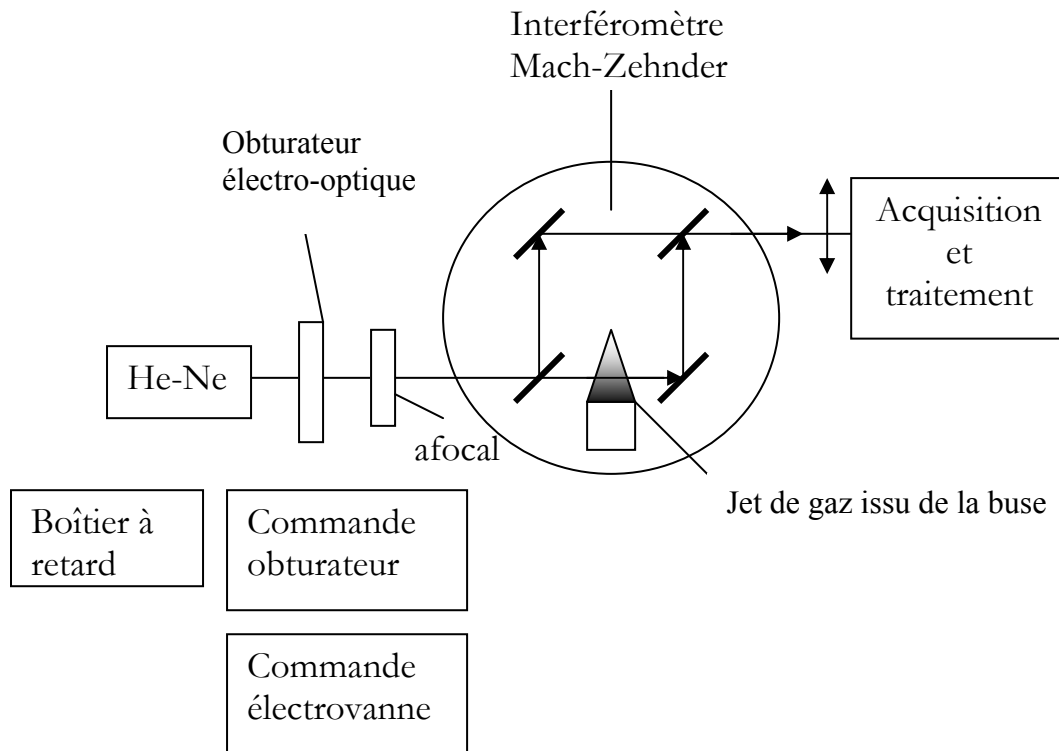 Interféromètre
Mach-Zehnder
Obturateur
électro-optique
Acquisition
et
traitement
He-Ne
afocal
Jet de gaz issu de la buse
Boîtier à
retard
Commande
obturateur
Commande
électrovanne